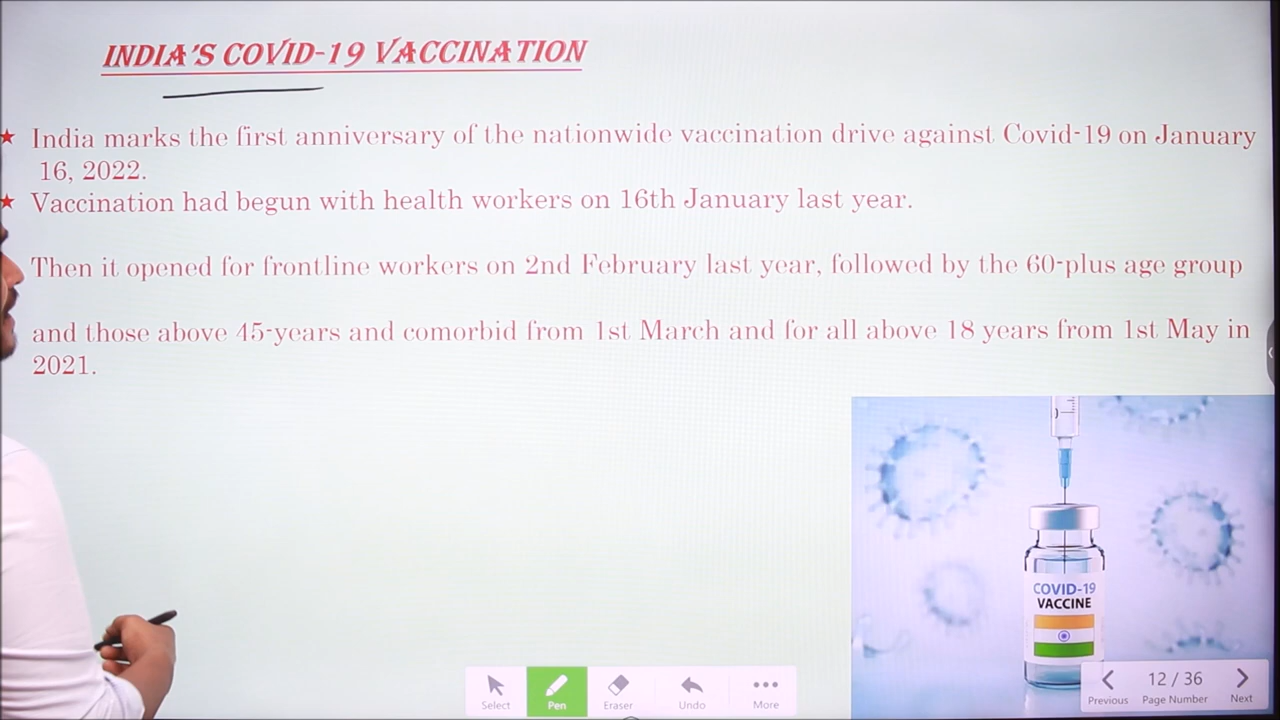 INDIA'S COVID-19 VACCINATION
India marks the first anniversary of the nationwide vaccination drive against Covid-19 on January
16, 2022.
Vaccination had begun with health workers on 16th January last year.
Then it opened for frontline workers on 2nd February last year, followed by the 60-plus age group
and those above 45-years and comorbid from 1st March and for all above 18 years from 1st May in
2021.
COVID-19
VACCINE
Select
Pen
Eraser
Undo
More
Previous
12 / 36
Page Number
Next